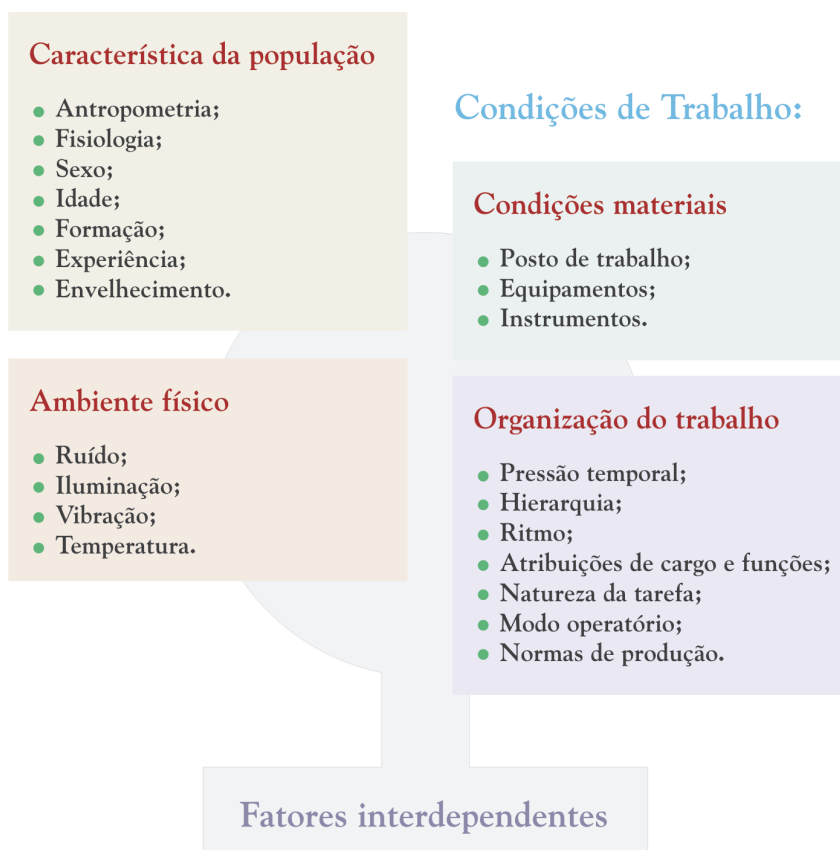 Característica da população
Antropometria;
Fisiologia;
Sexo;
Idade;
Formação;
Experiência;
Envelhecimento.
Ambiente físico
Ruído;
Iluminação;
Vibração;
Temperatura.
Condições de Trabalho:
Condições materiais
Posto de trabalho;
Equipamentos;
Instrumentos.
Organização do trabalho
Pressão temporal;
Hierarquia;
Ritmo;
Atribuições de cargo e funções;
Natureza da tarefa;
Modo operatório;
Normas de produção.
Fatores interdependentes